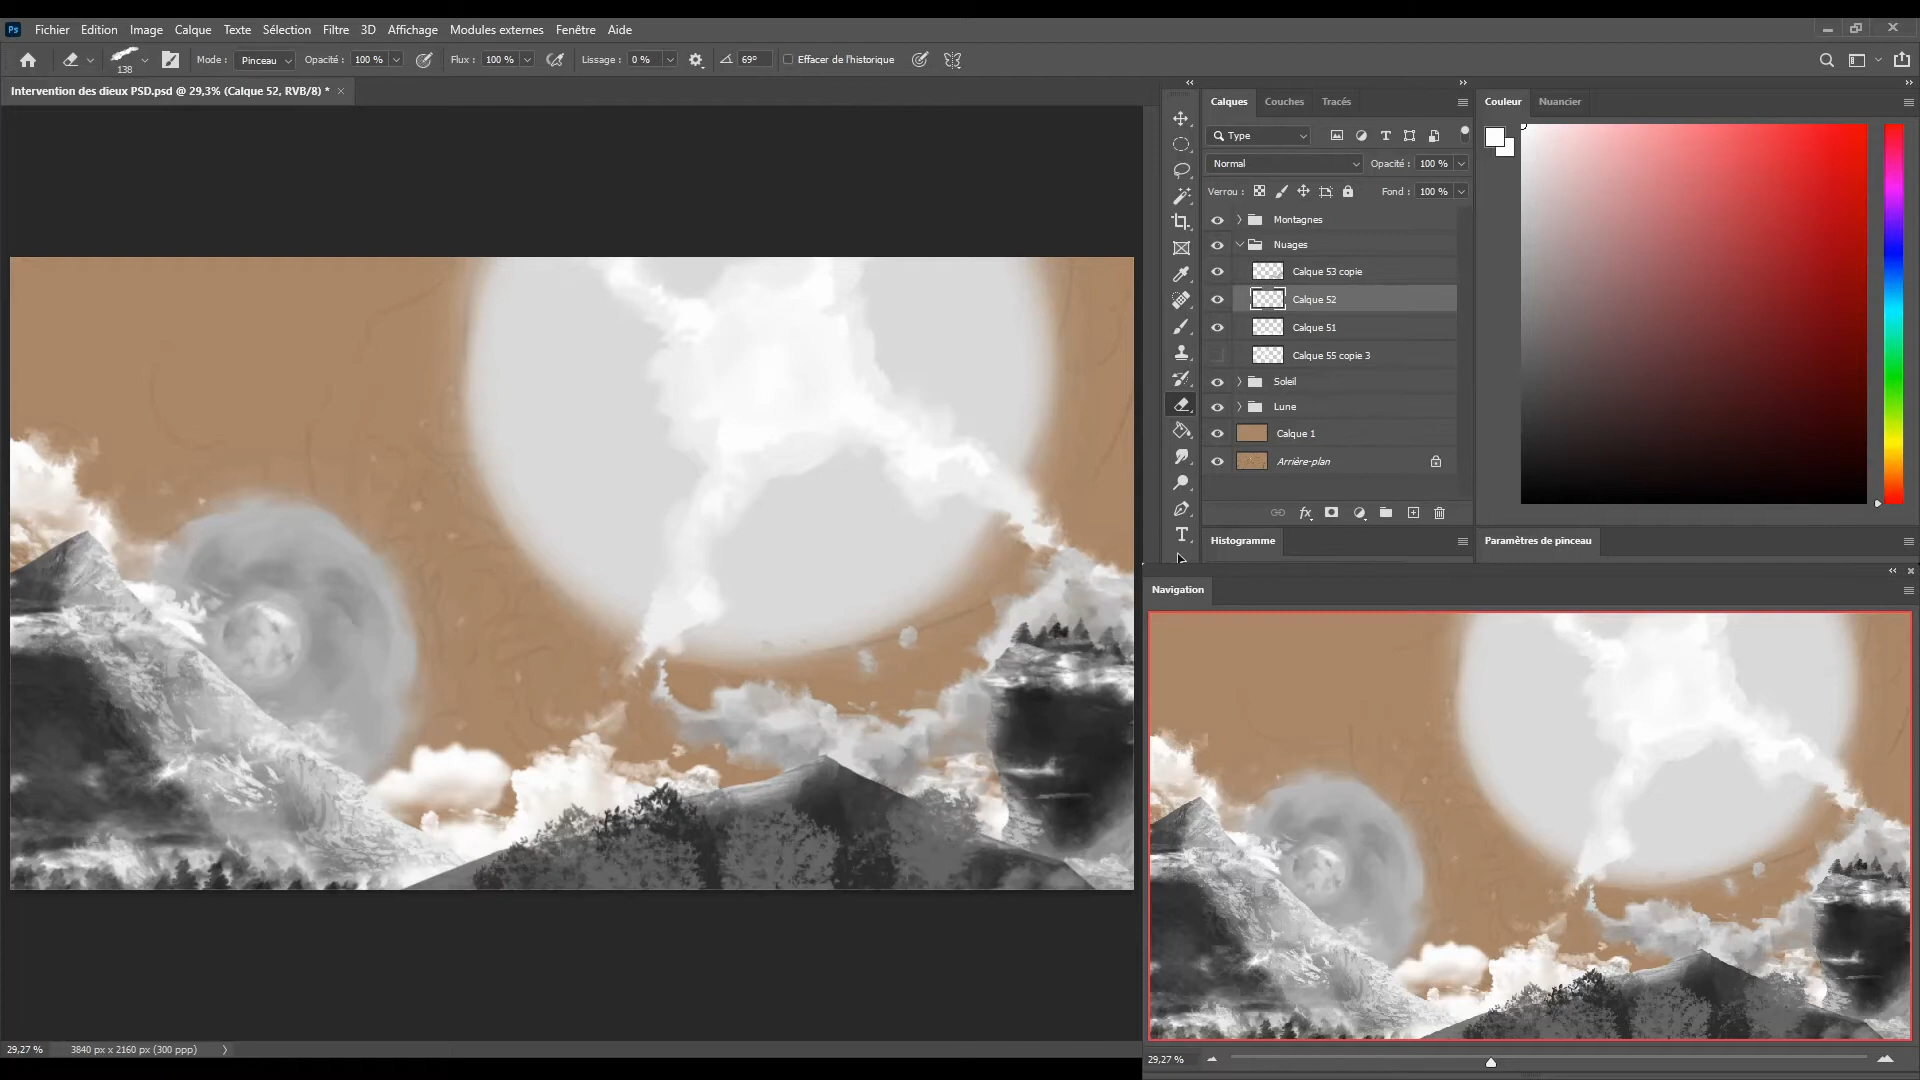 Ps Fichier Edition Image Calque Texte Sélection Filtre 3D Affichage Modules externes Fenêtre Aide
138 Mode : Pinceau Opacité : 100 % Flux : 100 % Lissage : 0 % 69° Effacer de l'historique
Intervention des dieux PSD.psd @ 29,3% (Calque 52, RVB/8) * ×
Calques Couches Tracés
Type
Normal Opacité : 100 %
Verrou : Fond : 100 %
Montagnes
Nuages
Calque 53 copie
Calque 52
Calque 51
Calque 55 copie 3
Soleil
Lune
Calque 1
Arrière-plan
fx
Histogramme
Couleur Nuancier
Paramètres de pinceau
Navigation
29,27 %
29,27 % 3840 px x 2160 px (300 ppp)